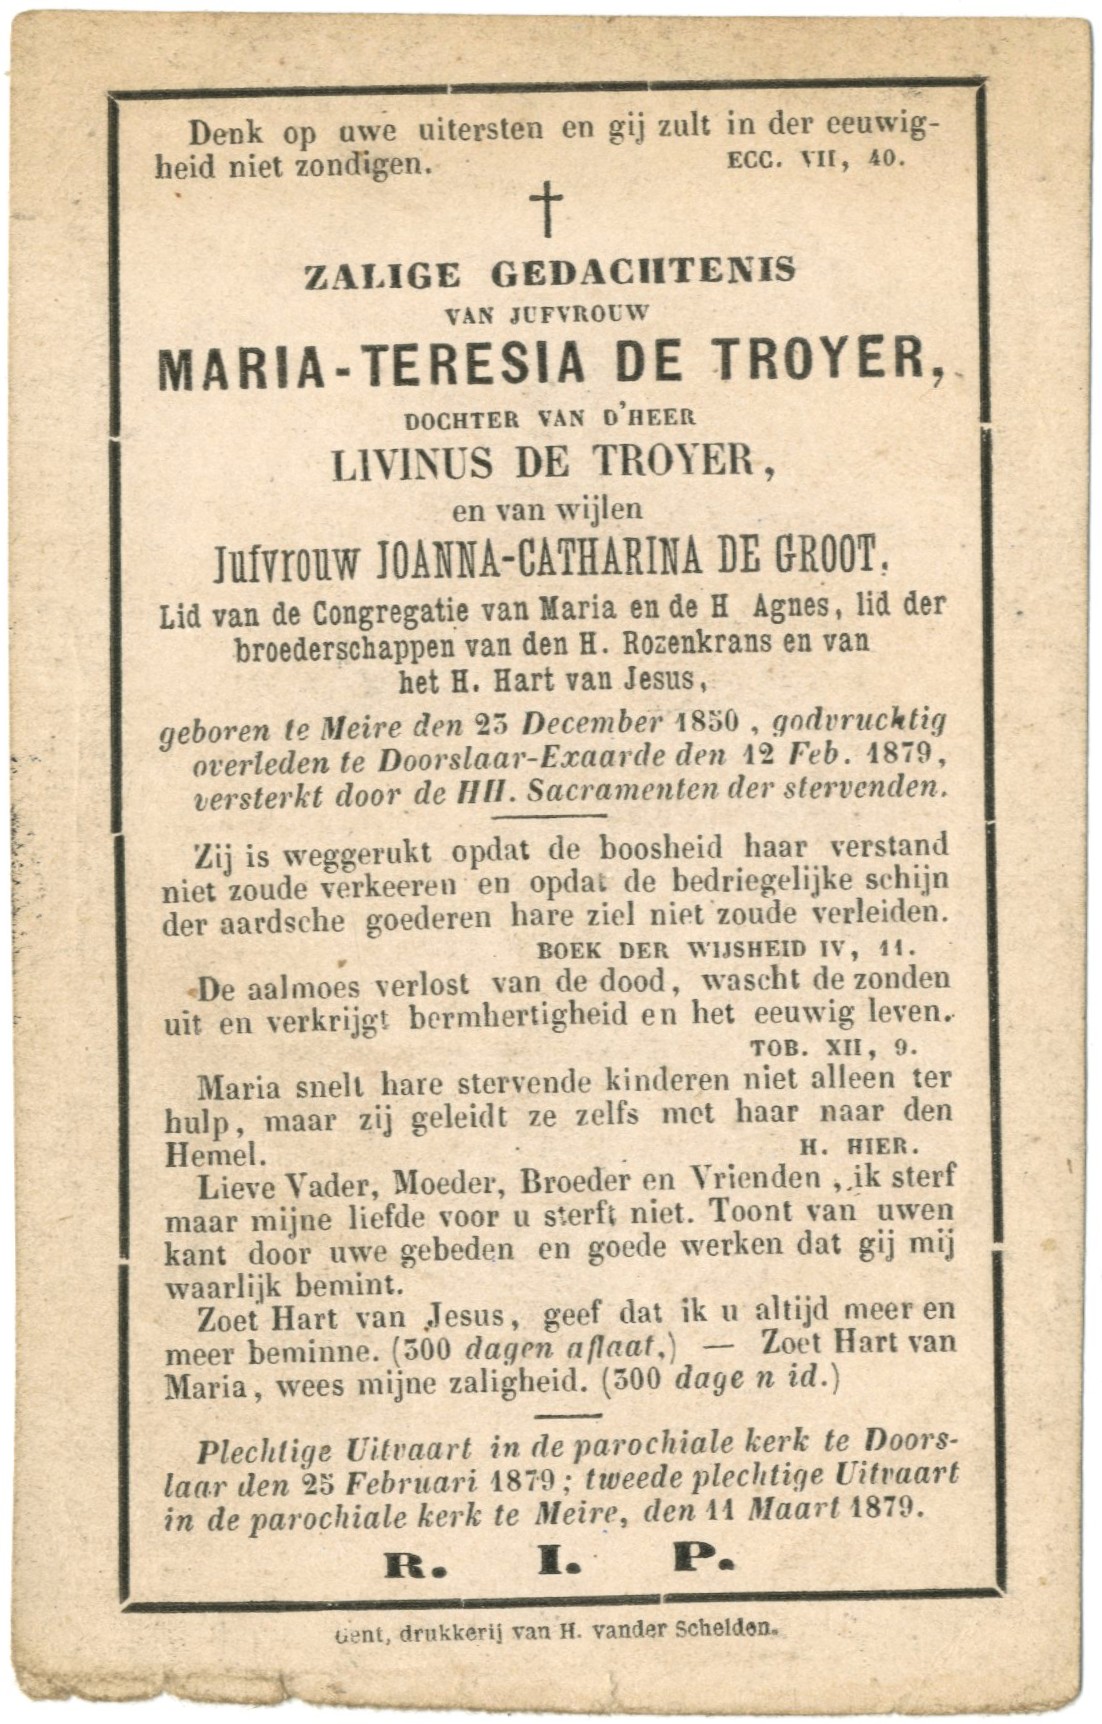 Denk op uwe uitersten en gij zult in der eeuwig-
heid niet zondigen. ECC. VII, 40.
ZALIGE GEDACHTENIS
VAN JUFVROUW
MARIA-TERESIA DE TROYER,
DOCHTER VAN D'HEER
LIVINUS DE TROYER,
en van wijlen
Jufvrouw JOANNA-CATHARINA DE GROOT.
Lid van de Congregatie van Maria en de H Agnes, lid der
broederschappen van den H. Rozenkrans en van
het H. Hart van Jesus,
geboren te Meire den 23 December 1850, godvruchtig
overleden te Doorslaar-Exaarde den 12 Feb. 1879,
versterkt door de HH. Sacramenten der stervenden.
Zij is weggerukt opdat de boosheid haar verstand
niet zoude verkeeren en opdat de bedriegelijke schijn
der aardsche goederen hare ziel niet zoude verleiden.
BOEK DER WIJSHEID IV, 11.
De aalmoes verlost van de dood, wascht de zonden
uit en verkrijgt bermhertigheid en het eeuwig leven.
TOB. XII, 9.
Maria snelt hare stervende kinderen niet alleen ter
hulp, maar zij geleidt ze zelfs met haar naar den
Hemel. H. HIER.
Lieve Vader, Moeder, Broeder en Vrienden, ik sterf
maar mijne liefde voor u sterft niet. Toont van uwen
kant door uwe gebeden en goede werken dat gij mij
waarlijk bemint.
Zoet Hart van Jesus, geef dat ik u altijd meer en
meer beminne. (300 dagen aflaat.) — Zoet Hart van
Maria, wees mijne zaligheid. (300 dage n id.)
Plechtige Uitvaart in de parochiale kerk te Doors-
laar den 25 Februari 1879; tweede plechtige Uitvaart
in de parochiale kerk te Meire, den 11 Maart 1879.
R. I. P.
Gent, drukkerij van H. vander Schelden.